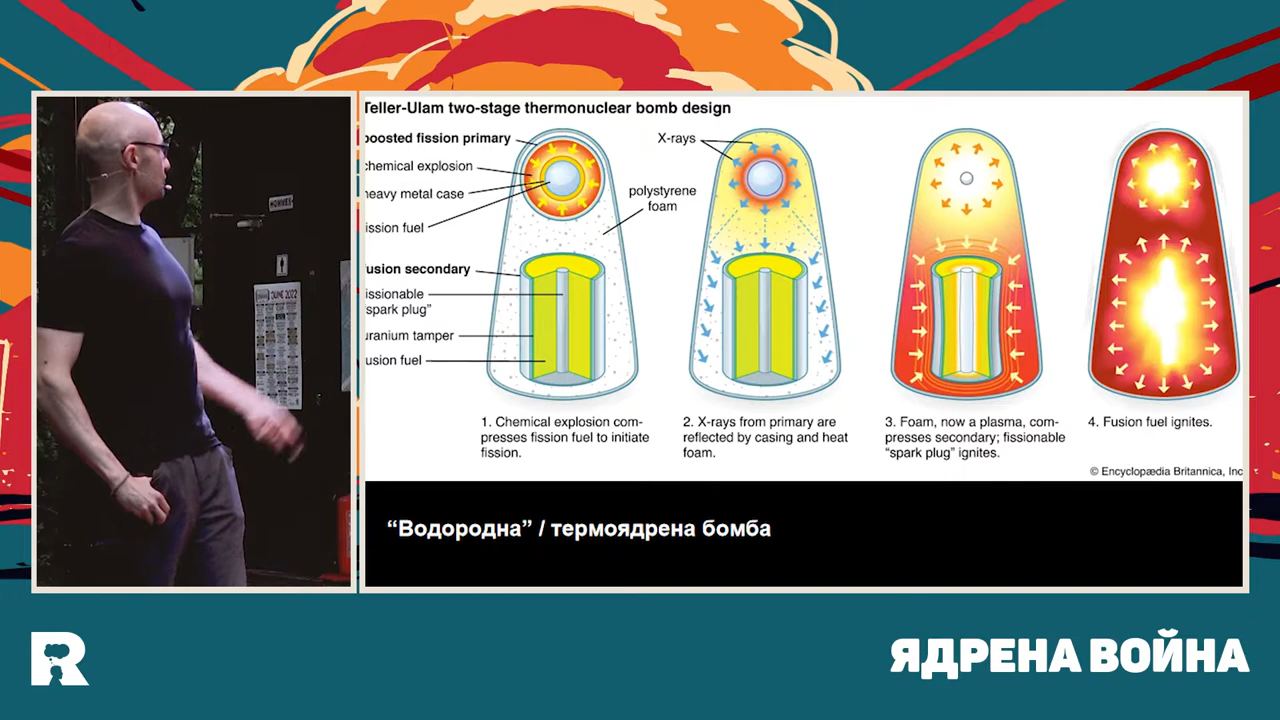 HOMMES
JUNE 2022
Teller-Ulam two-stage thermonuclear bomb design
boosted fission primary
chemical explosion
heavy metal case
fission fuel
fusion secondary
fissionable
"spark plug"
uranium tamper
fusion fuel
X-rays
polystyrene
foam
1. Chemical explosion com-
presses fission fuel to initiate
fission.
2. X-rays from primary are
reflected by casing and heat
foam.
3. Foam, now a plasma, com-
presses secondary; fissionable
"spark plug" ignites.
4. Fusion fuel ignites.
© Encyclopædia Britannica, Inc
“Водородна” / термоядрена бомба
R
ЯДРЕНА ВОЙНА